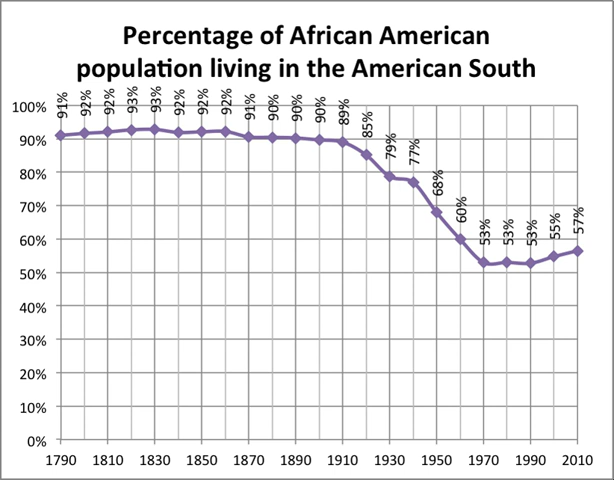 Percentage of African American
population living in the American South
91% 92% 92% 93% 93% 92% 92% 92% 91% 90% 90% 90% 89% 85% 79% 77% 68% 60% 53% 53% 53% 55% 57%
100%
90%
80%
70%
60%
50%
40%
30%
20%
10%
0%
1790 1810 1830 1850 1870 1890 1910 1930 1950 1970 1990 2010